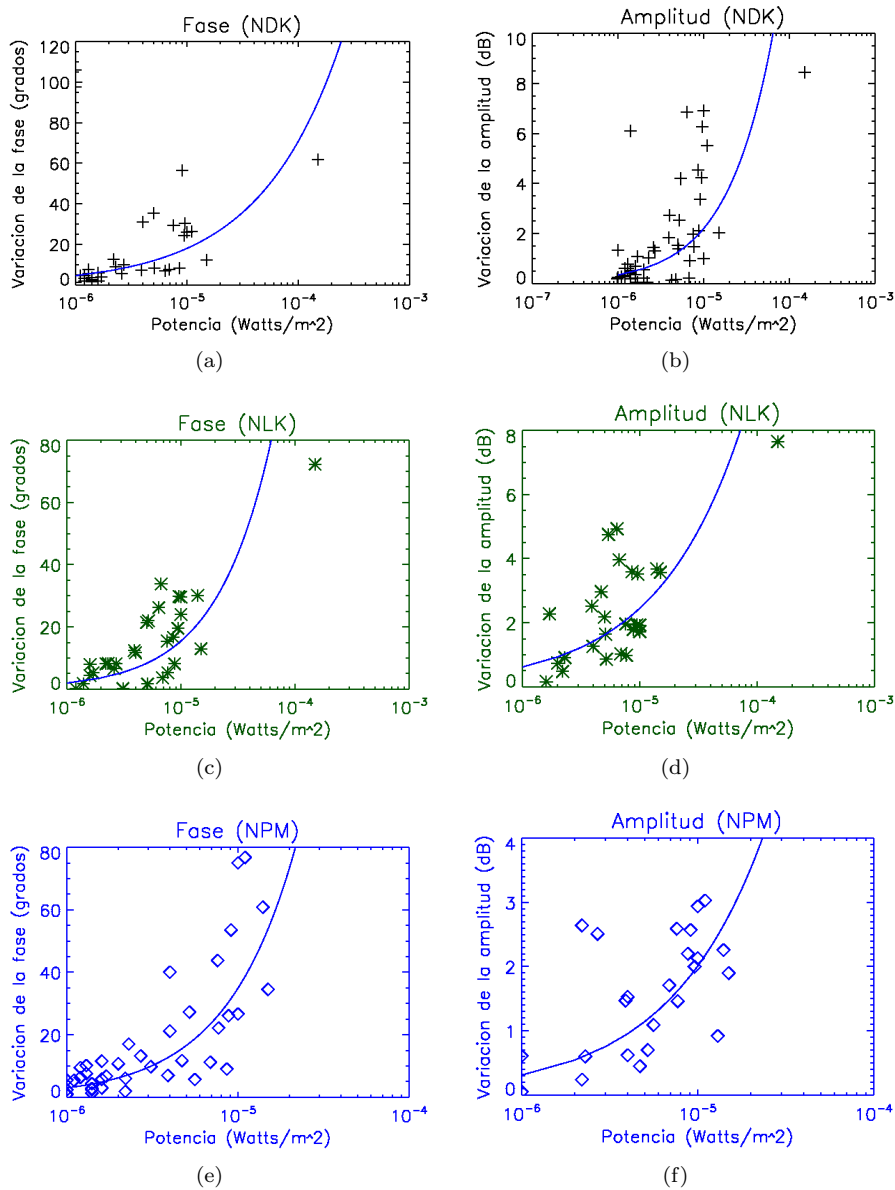 Fase (NDK)
Variacion de la fase (grados)
120
100
80
60
40
20
0
10^-6
10^-5
10^-4
10^-3
Potencia (Watts/m^2)
(a)
Amplitud (NDK)
Variacion de la amplitud (dB)
10
8
6
4
2
0
10^-7
10^-6
10^-5
10^-4
10^-3
Potencia (Watts/m^2)
(b)
Fase (NLK)
Variacion de la fase (grados)
80
60
40
20
0
10^-6
10^-5
10^-4
10^-3
Potencia (Watts/m^2)
(c)
Amplitud (NLK)
Variacion de la amplitud (dB)
8
6
4
2
0
10^-6
10^-5
10^-4
10^-3
Potencia (Watts/m^2)
(d)
Fase (NPM)
Variacion de la fase (grados)
80
75
50
25
0
10^-6
10^-5
10^-4
Potencia (Watts/m^2)
(e)
Amplitud (NPM)
Variacion de la amplitud (dB)
4
3
2
1
0
10^-6
10^-5
10^-4
Potencia (Watts/m^2)
(f)